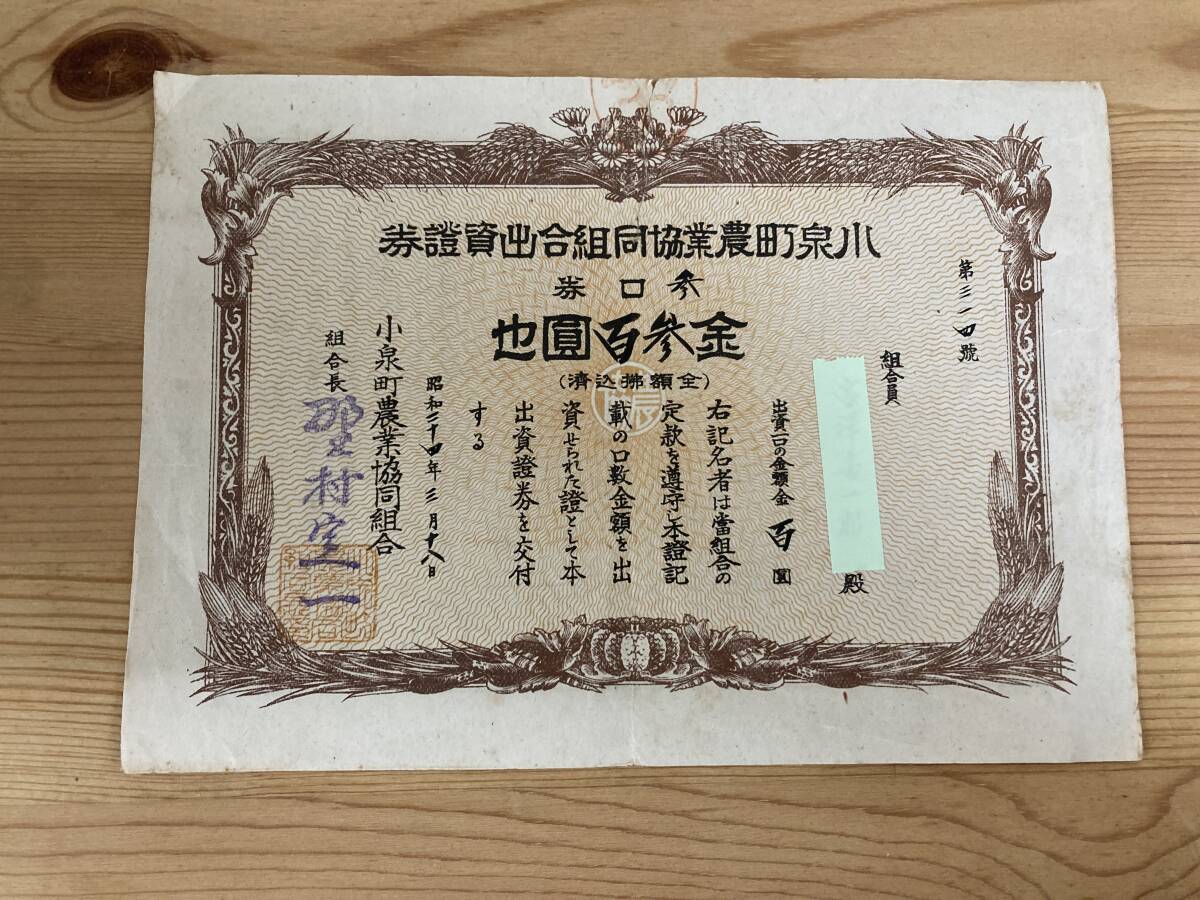 小泉町農業協同組合出資證券
参口券
金参百圓也
(全額拂込済)
第三一四號
組合員
殿
出資一口の金額金百圓
右記名者は當組合の
定款を遵守し本證記
載の口数金額を出
資せられた證として本
出資證券を交付
する
昭和二十四年三月十八日
小泉町農業協同組合
組合長